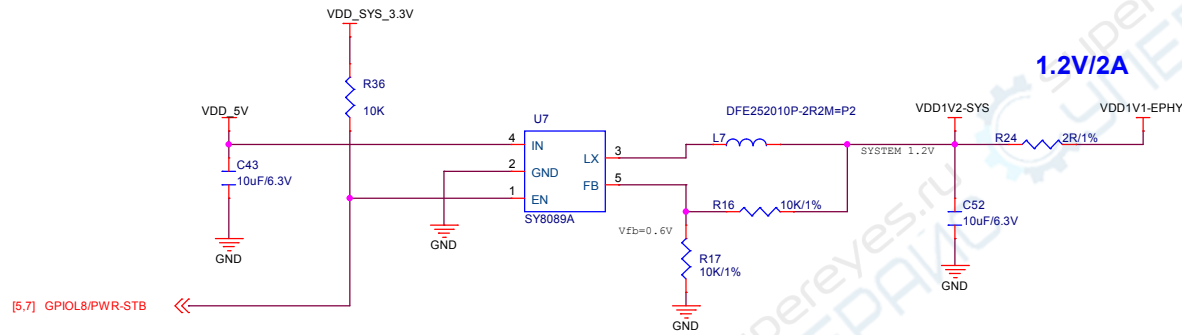 VDD_SYS_3.3V
1.2V/2A
R36
10K
VDD_5V
U7
DFE252010P-2R2M=P2
VDD1V2-SYS
VDD1V1-EPHY
4 IN
L7
R24 2R/1%
LX 3
SYSTEM 1.2V
C43
10uF/6.3V
2 GND
FB 5
1 EN
R16 10K/1%
C52
10uF/6.3V
SY8089A
Vfb=0.6V
GND
GND
R17
10K/1%
GND
[5,7] GPIOL8/PWR-STB
GND
supereyes.ru